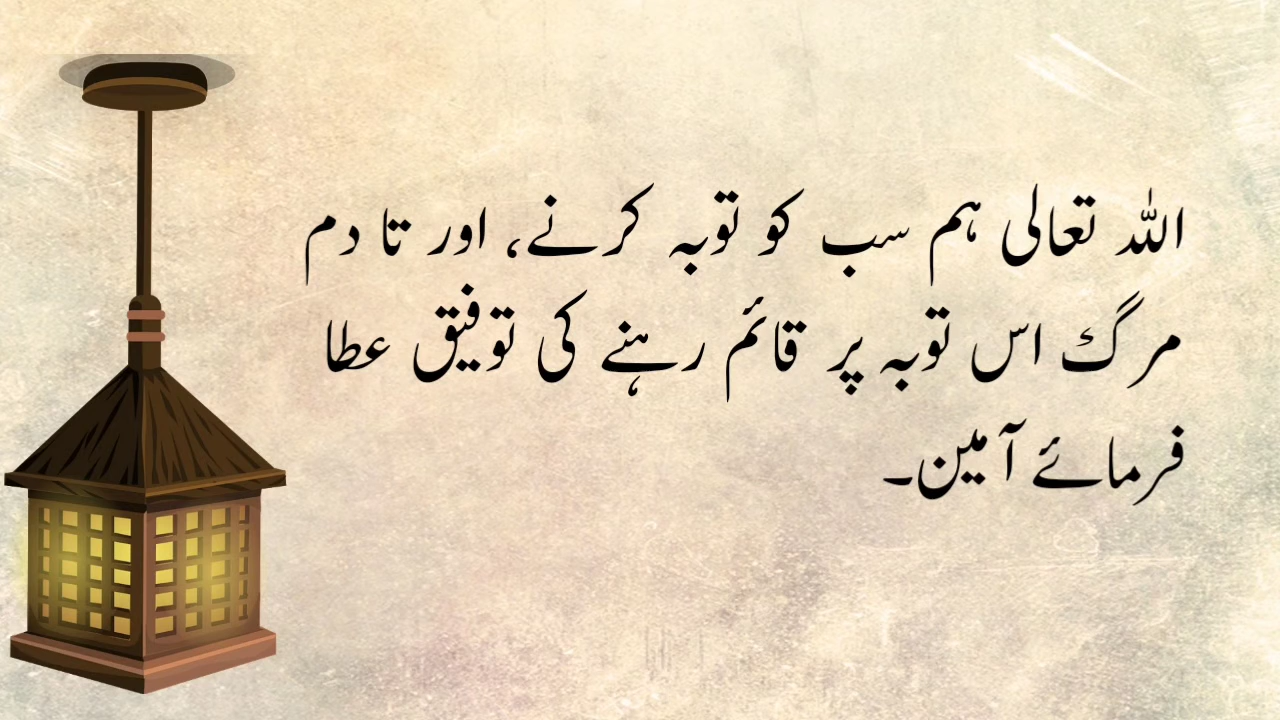 اللہ تعالی ہم سب کو توبہ کرنے، اور تا دم
مرگ اس توبہ پر قائم رہنے کی توفیق عطا
فرمائے آمین۔